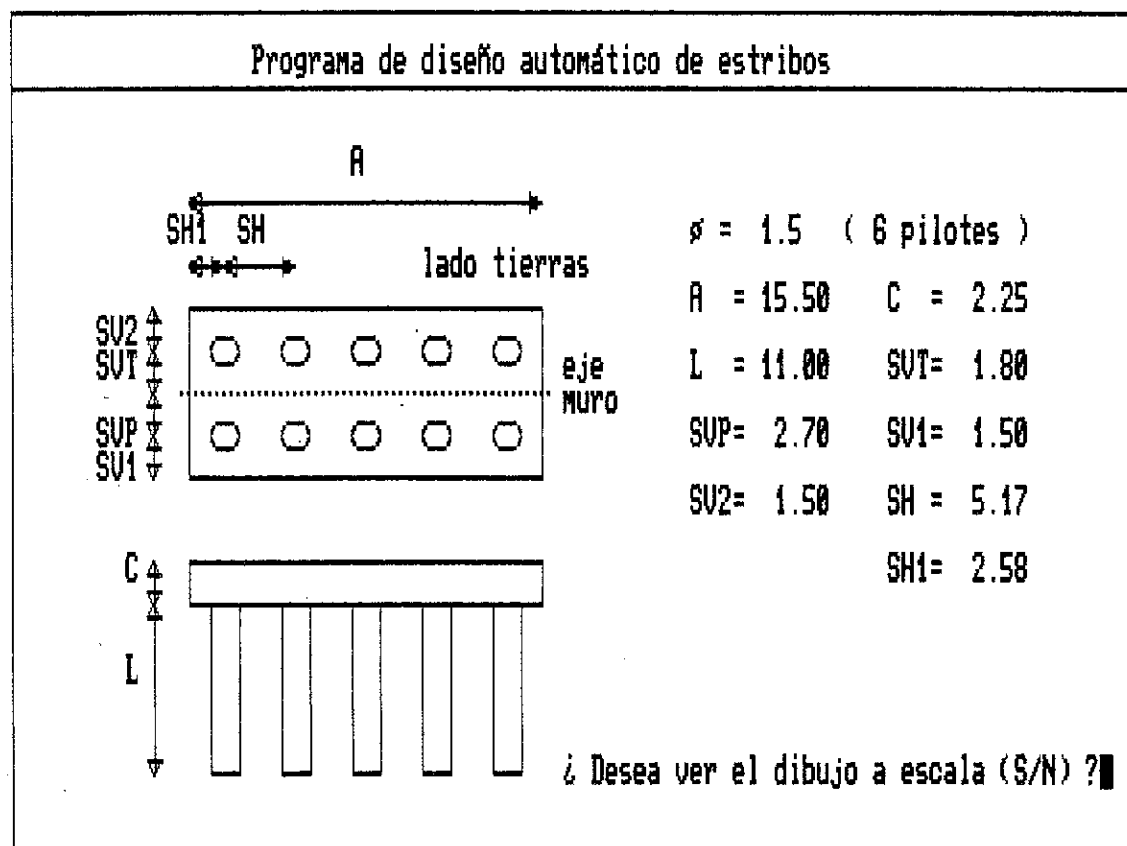 Programa de diseño automático de estribos
A
SH1 SH
lado tierras
SV2
SVT
SVP
SV1
eje
muro
C
L
ø = 1.5 ( 6 pilotes )
A = 15.50 C = 2.25
L = 11.00 SVT= 1.80
SVP= 2.70 SV1= 1.50
SV2= 1.50 SH = 5.17
SH1= 2.58
¿ Desea ver el dibujo a escala (S/N) ?